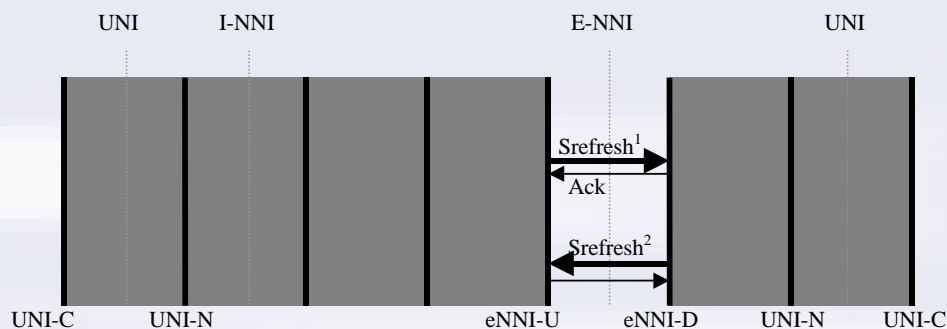 UNI I-NNI E-NNI UNI
Srefresh¹
Ack
Srefresh²
UNI-C UNI-N eNNI-U eNNI-D UNI-N UNI-C